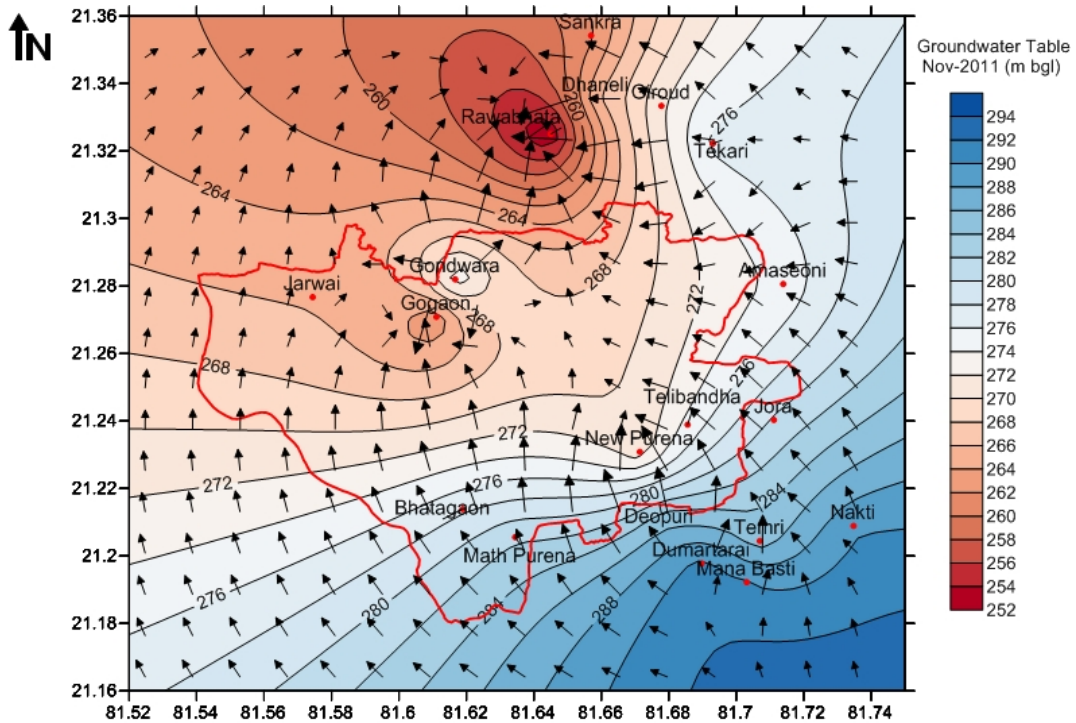 N
Groundwater Table
Nov-2011 (m bgl)
294
292
290
288
286
284
282
280
278
276
274
272
270
268
266
264
262
260
258
256
254
252
21.36
21.34
21.32
21.3
21.28
21.26
21.24
21.22
21.2
21.18
21.16
81.52
81.54
81.56
81.58
81.6
81.62
81.64
81.66
81.68
81.7
81.72
81.74
Sankra
Dhaneli
Giroud
260
260
276
Rawabhata
Tekari
264
264
Gondwara
268
Amaseoni
Jarwai
Gogaon
268
272
268
276
Telibandha
Jora
272
New Purena
272
276
280
284
Bhatagaon
Deopuri
Temri
Nakti
Math Purena
Dumartarai
Mana Basti
276
280
284
288